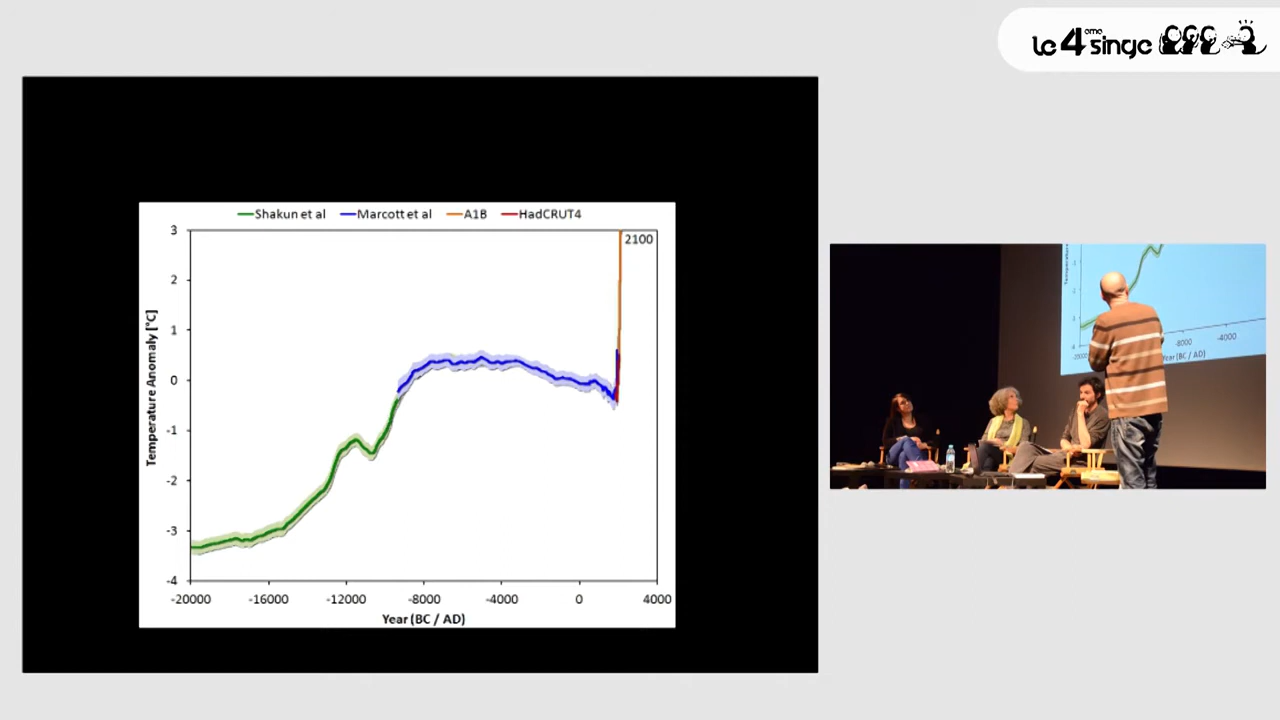 le 4ème singe
Shakun et al Marcott et al A1B HadCRUT4
2100
3
2
1
0
-1
-2
-3
-4
Temperature Anomaly [°C]
-20000 -16000 -12000 -8000 -4000 0 4000
Year (BC / AD)
Temperature
-8000 -4000
Year (BC / AD)